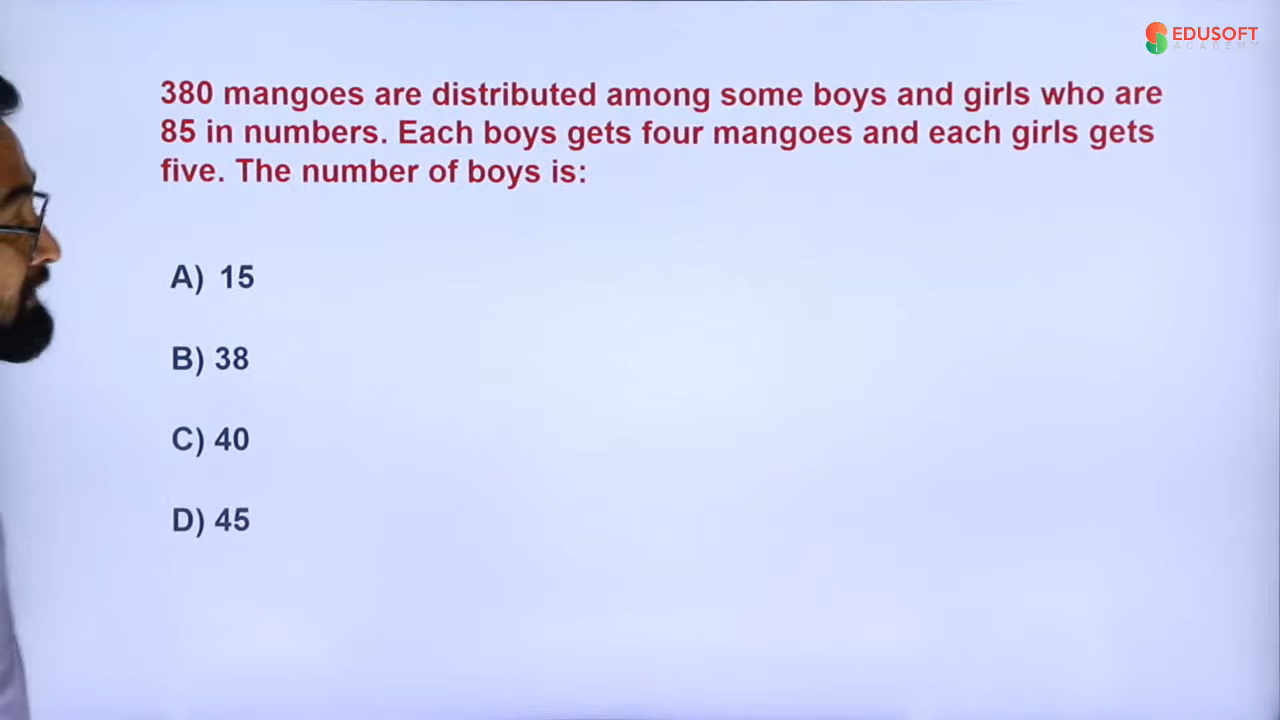 EDUSOFT
ACADEMY
380 mangoes are distributed among some boys and girls who are
85 in numbers. Each boys gets four mangoes and each girls gets
five. The number of boys is:
A) 15
B) 38
C) 40
D) 45